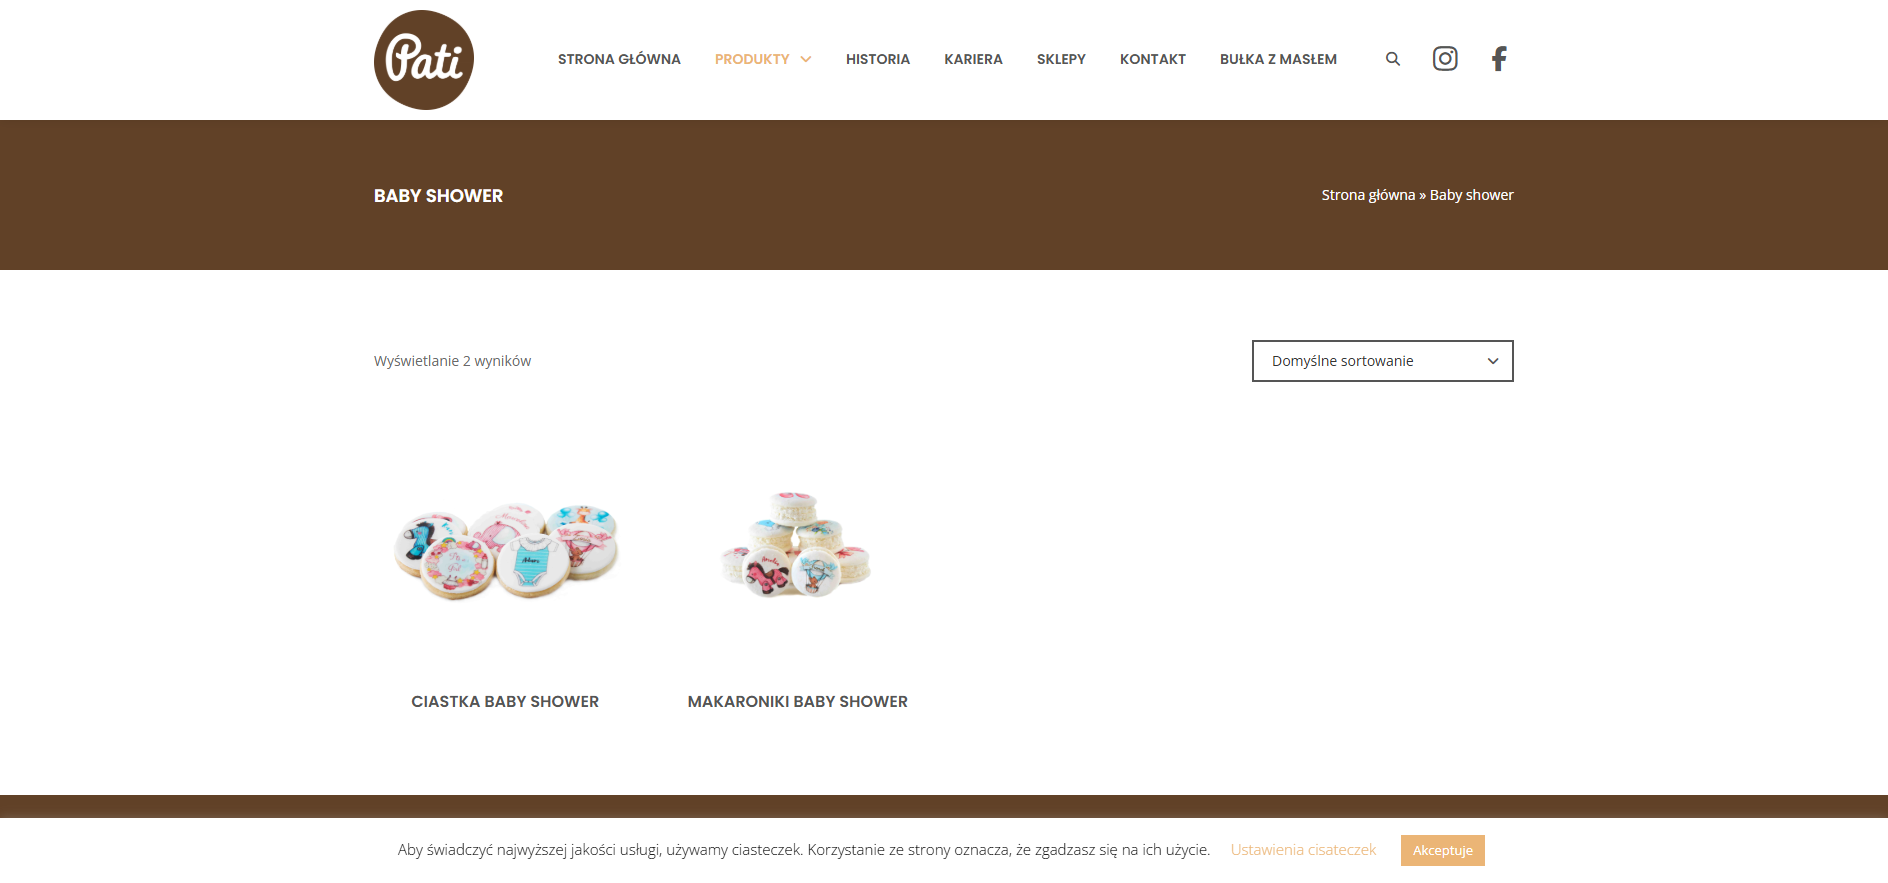 Pati
STRONA GŁÓWNA PRODUKTY HISTORIA KARIERA SKLEPY KONTAKT BUŁKA Z MASŁEM
BABY SHOWER
Strona główna » Baby shower
Wyświetlanie 2 wyników
Domyślne sortowanie
CIASTKA BABY SHOWER
MAKARONIKI BABY SHOWER
Aby świadczyć najwyższej jakości usługi, używamy ciasteczek. Korzystanie ze strony oznacza, że zgadzasz się na ich użycie. Ustawienia cisateczek Akceptuje